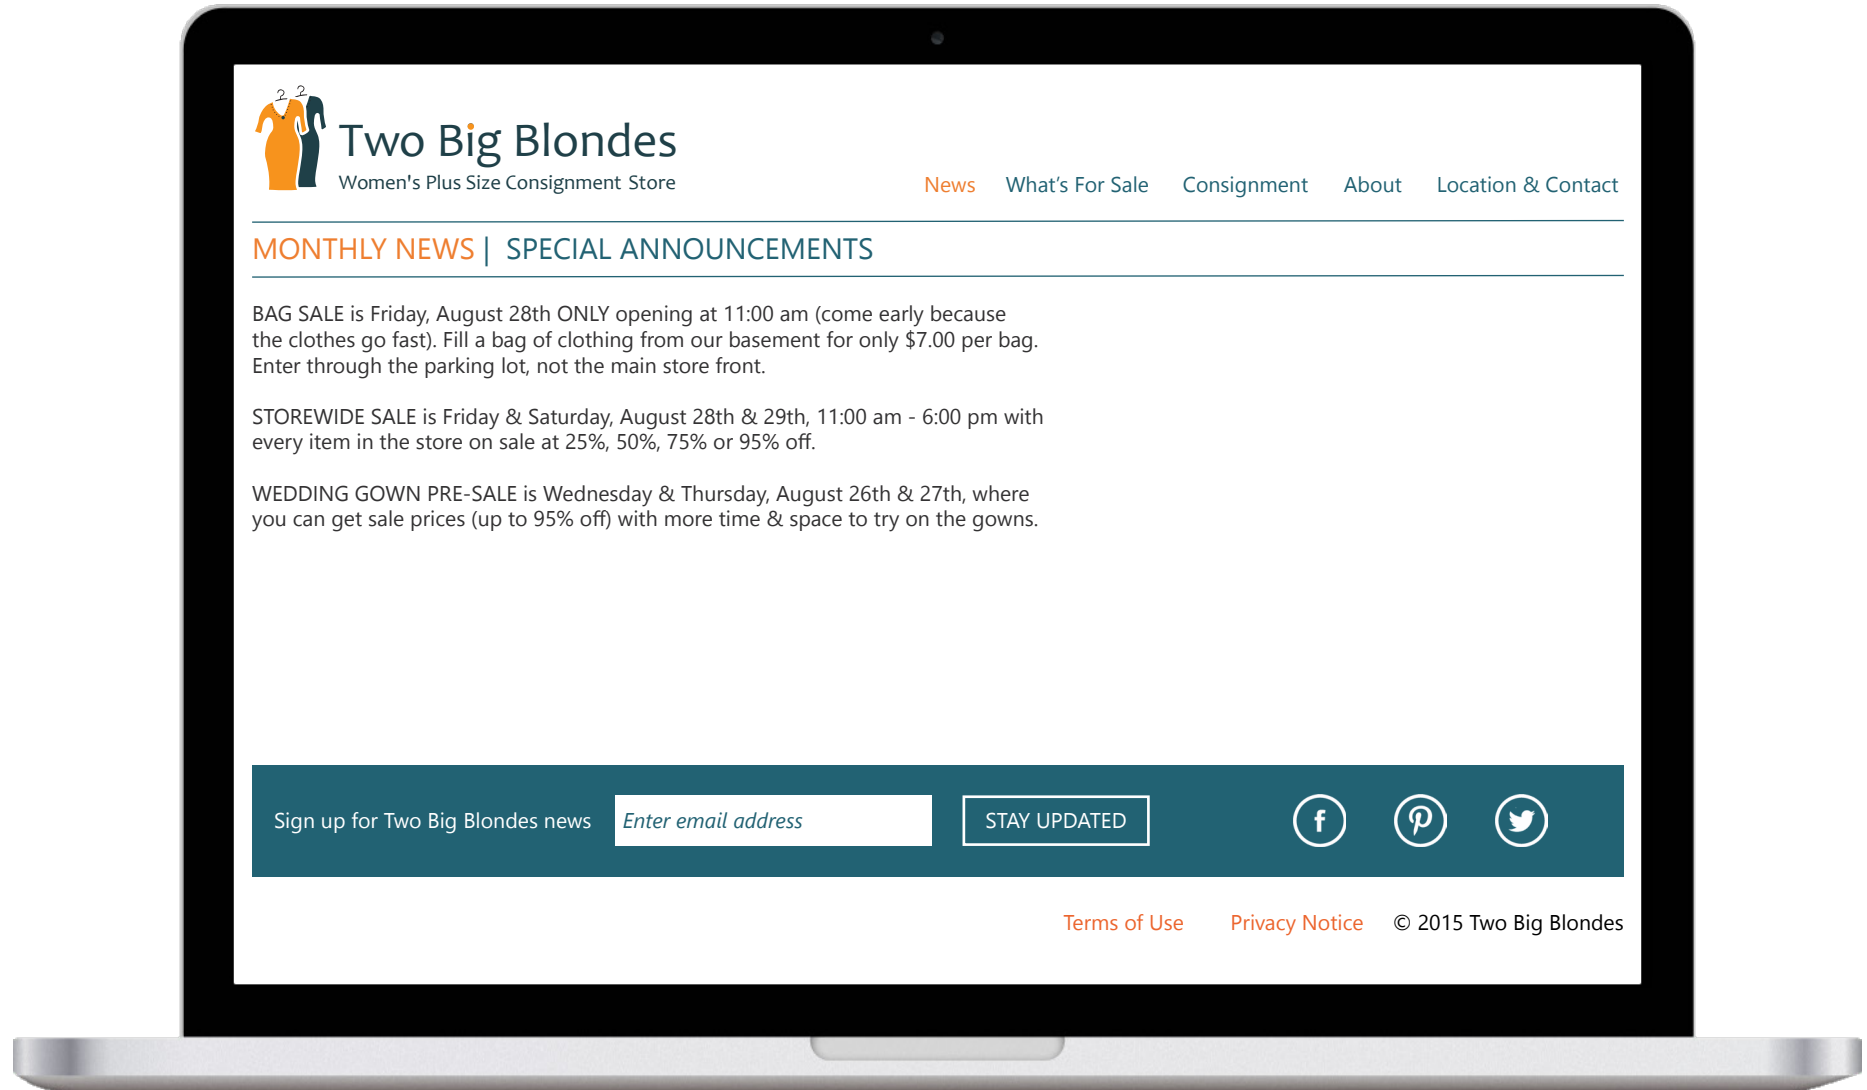 Two Big Blondes
Women's Plus Size Consignment Store
News What's For Sale Consignment About Location & Contact
MONTHLY NEWS | SPECIAL ANNOUNCEMENTS
BAG SALE is Friday, August 28th ONLY opening at 11:00 am (come early because
the clothes go fast). Fill a bag of clothing from our basement for only $7.00 per bag.
Enter through the parking lot, not the main store front.
STOREWIDE SALE is Friday & Saturday, August 28th & 29th, 11:00 am - 6:00 pm with
every item in the store on sale at 25%, 50%, 75% or 95% off.
WEDDING GOWN PRE-SALE is Wednesday & Thursday, August 26th & 27th, where
you can get sale prices (up to 95% off) with more time & space to try on the gowns.
Sign up for Two Big Blondes news Enter email address STAY UPDATED
Terms of Use Privacy Notice © 2015 Two Big Blondes